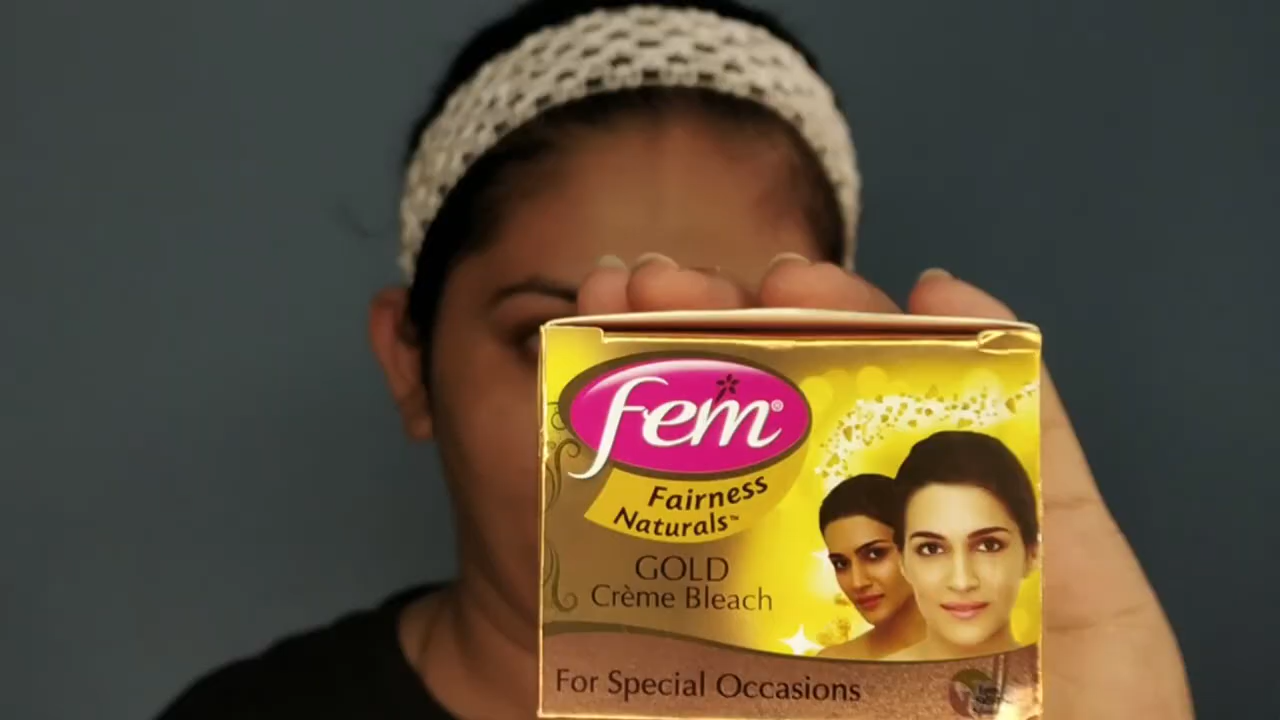 fem®
Fairness
Naturals™
GOLD
Crème Bleach
For Special Occasions